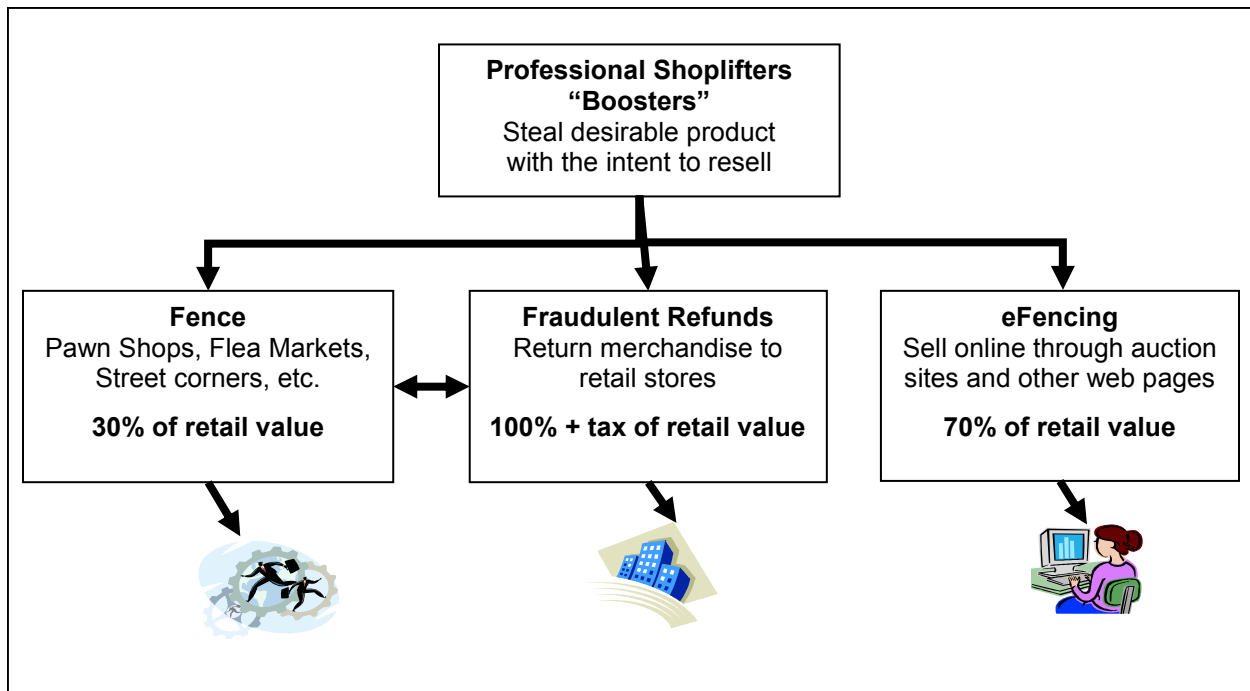 Professional Shoplifters
“Boosters”
Steal desirable product
with the intent to resell
Fence
Pawn Shops, Flea Markets,
Street corners, etc.
30% of retail value
Fraudulent Refunds
Return merchandise to
retail stores
100% + tax of retail value
eFencing
Sell online through auction
sites and other web pages
70% of retail value